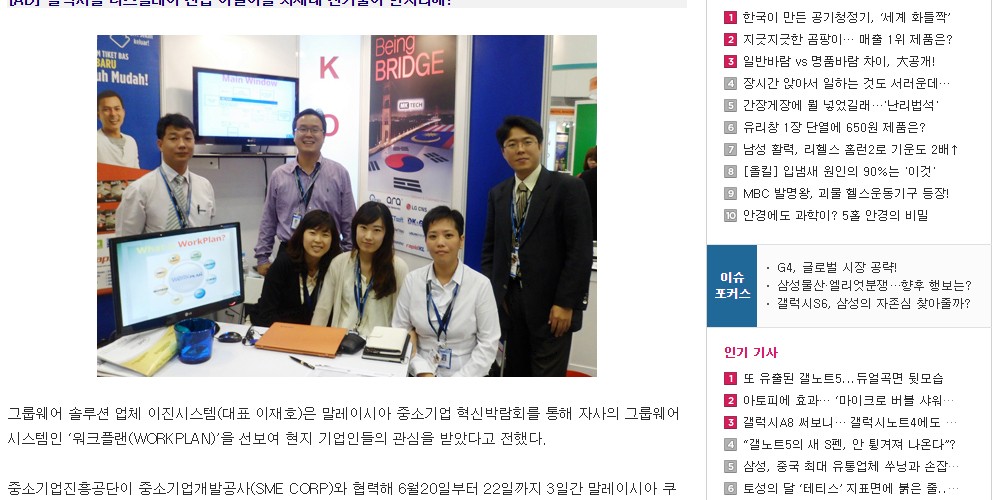 UAN TIKET DAS
BARU
uh Mudah!
Main Window
K
O
Being
BRIDGE
TECH
ara
LG CNS
WorkPlan?
그룹웨어 솔루션 업체 이진시스템(대표 이재호)은 말레이시아 중소기업 혁신박람회를 통해 자사의 그룹웨어
시스템인 ‘워크플랜(WORKPLAN)’을 선보여 현지 기업인들의 관심을 받았다고 전했다.
중소기업진흥공단이 중소기업개발공사(SME CORP)와 협력해 6월20일부터 22일까지 3일간 말레이시아 쿠
1 한국이 만든 공기청정기, ‘세계 화들짝’
2 지긋지긋한 곰팡이… 매출 1위 제품은?
3 일반바람 vs 명품바람 차이, 大공개!
4 장시간 앉아서 일하는 것도 서러운데…
5 간장게장에 뭘 넣었길래…'난리법석'
6 유리창 1장 단열에 650원 제품은?
7 남성 활력, 리헬스 홈런2로 기운도 2배↑
8 [올킬] 입냄새 원인의 90%는 '이것'
9 MBC 발명왕, 괴물 헬스운동기구 등장!
10 안경에도 과학이? 5홀 안경의 비밀
이슈
포커스
· G4, 글로벌 시장 공략!
· 삼성물산·엘리엇분쟁…향후 행보는?
· 갤럭시S6, 삼성의 자존심 찾아줄까?
인기 기사
1 또 유출된 갤노트5...듀얼곡면 뒷모습
2 아토피에 효과… ‘마이크로 버블 샤워…
3 갤럭시A8 써보니… 갤럭시노트4에도 …
4 “갤노트5의 새 S펜, 안 튕겨져 나온다”?
5 삼성, 중국 최대 유통업체 쑤닝과 손잡…
6 토성의 달 ‘테티스’ 지표면에 붉은 줄..…